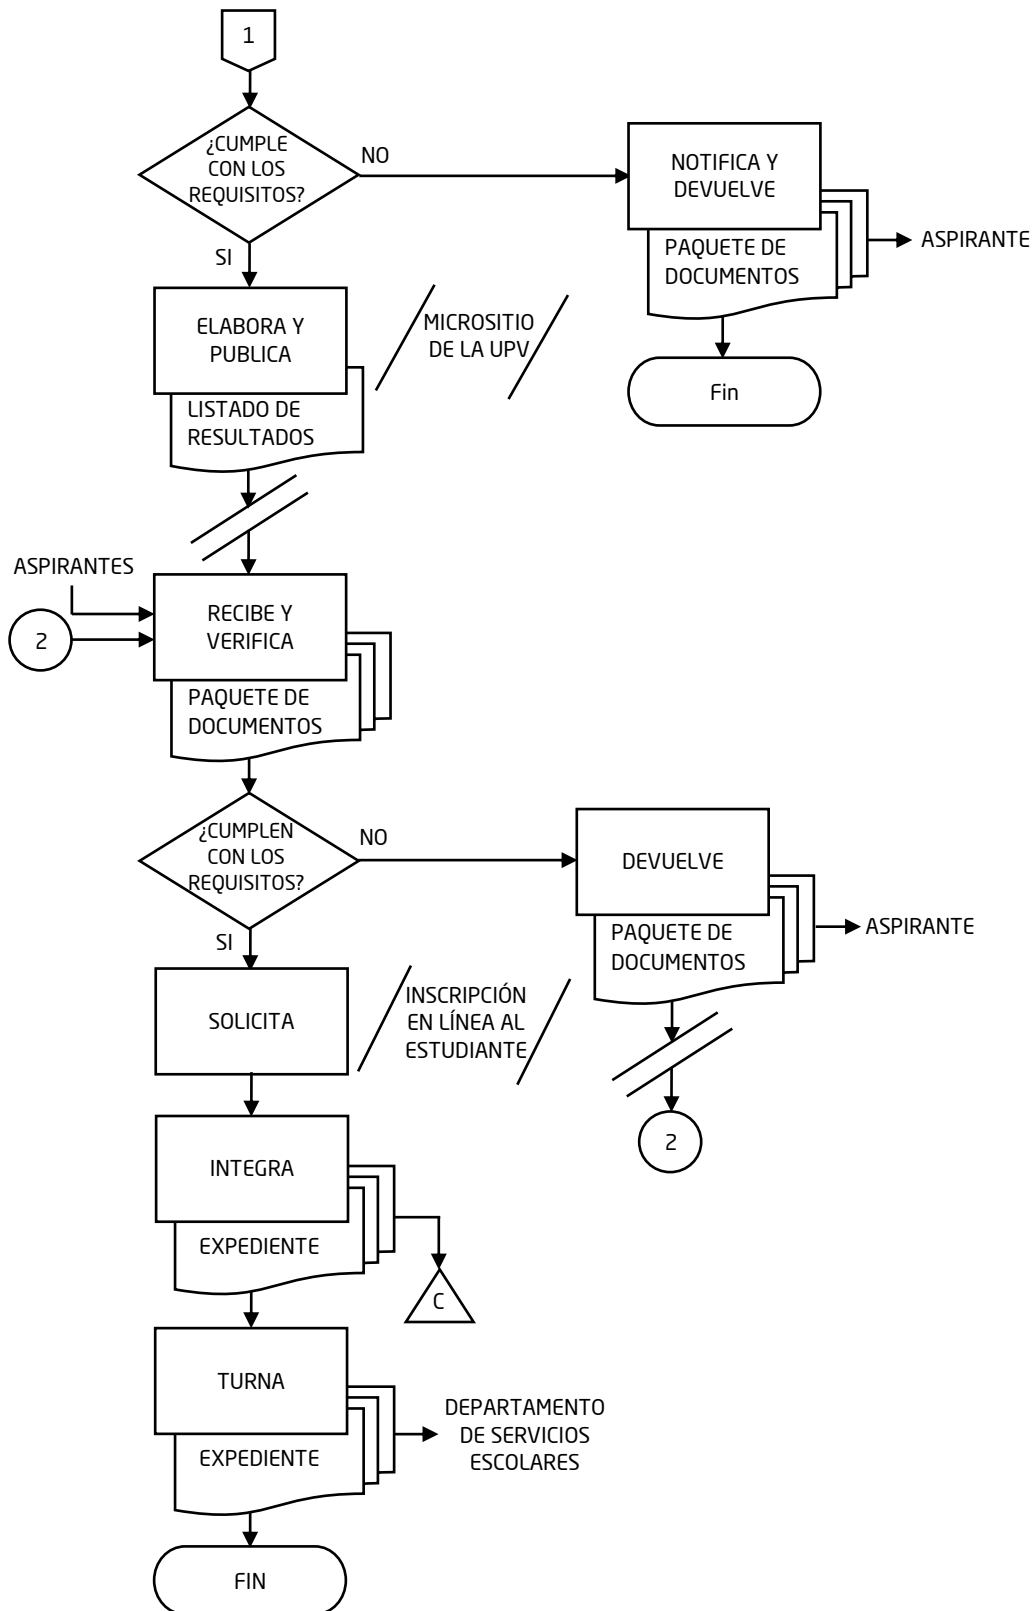 1
¿CUMPLE
CON LOS
REQUISITOS?
NO
NOTIFICA Y
DEVUELVE
PAQUETE DE
DOCUMENTOS
ASPIRANTE
Fin
SI
ELABORA Y
PUBLICA
LISTADO DE
RESULTADOS
MICROSITIO
DE LA UPV
ASPIRANTES
2
RECIBE Y
VERIFICA
PAQUETE DE
DOCUMENTOS
¿CUMPLEN
CON LOS
REQUISITOS?
NO
DEVUELVE
PAQUETE DE
DOCUMENTOS
ASPIRANTE
2
SI
SOLICITA
INSCRIPCIÓN
EN LÍNEA AL
ESTUDIANTE
INTEGRA
EXPEDIENTE
C
TURNA
EXPEDIENTE
DEPARTAMENTO
DE SERVICIOS
ESCOLARES
FIN